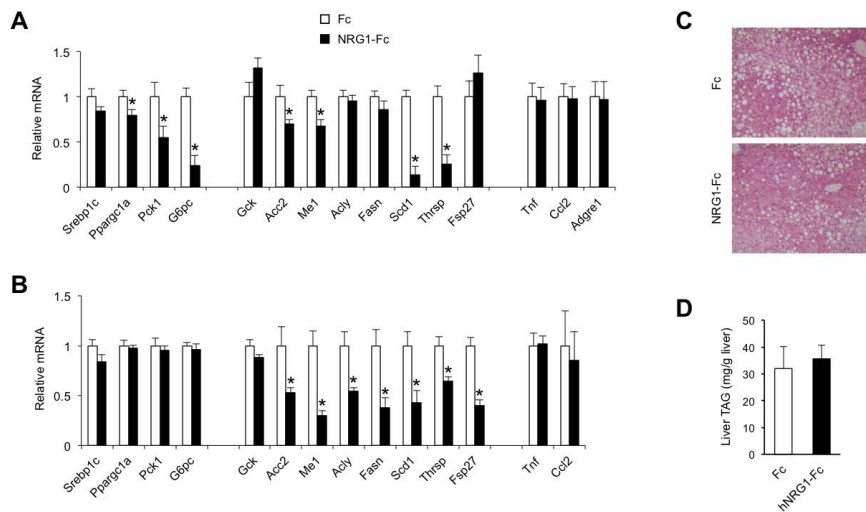 A
Fc
NRG1-Fc
Relative mRNA
1.5
1
0.5
0
* * * * * * * *
Srebp1c Ppargc1a Pck1 G6pc Gck Acc2 Me1 Acly Fasn Scd1 Thrsp Fsp27 Tnf Ccl2 Adgre1
B
Relative mRNA
1.5
1
0.5
0
* * * * * * *
Srebp1c Ppargc1a Pck1 G6pc Gck Acc2 Me1 Acly Fasn Scd1 Thrsp Fsp27 Tnf Ccl2
C
Fc
NRG1-Fc
D
Liver TAG (mg/g liver)
50
40
30
20
10
0
Fc
hNRG1-Fc